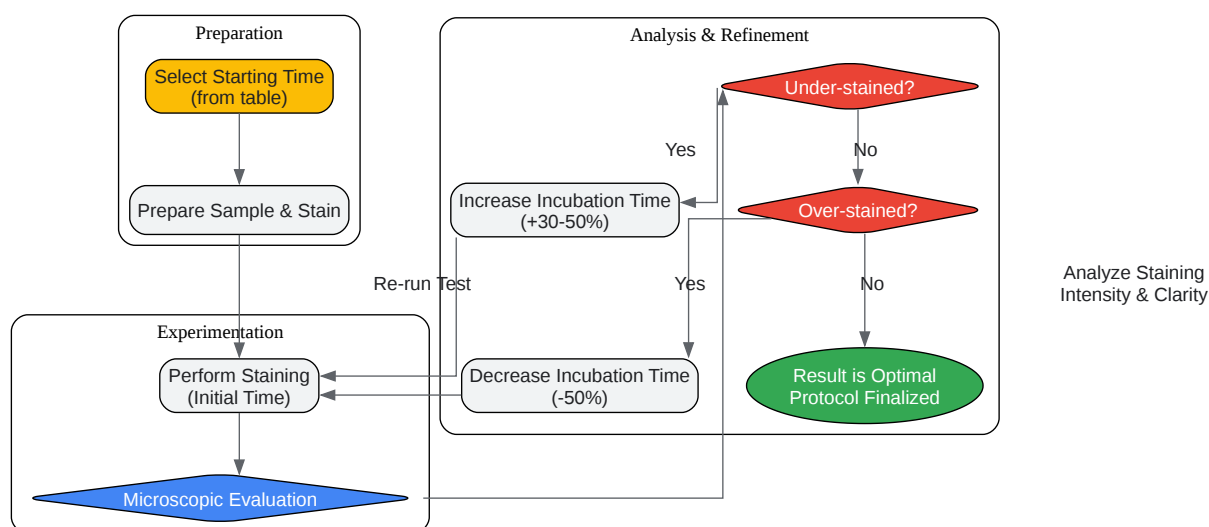 Preparation
Select Starting Time
(from table)
Prepare Sample & Stain
Experimentation
Perform Staining
(Initial Time)
Microscopic Evaluation
Analysis & Refinement
Under-stained?
Yes
No
Increase Incubation Time
(+30-50%)
Over-stained?
Re-run Test
Yes
No
Decrease Incubation Time
(-50%)
Result is Optimal
Protocol Finalized
Analyze Staining
Intensity & Clarity